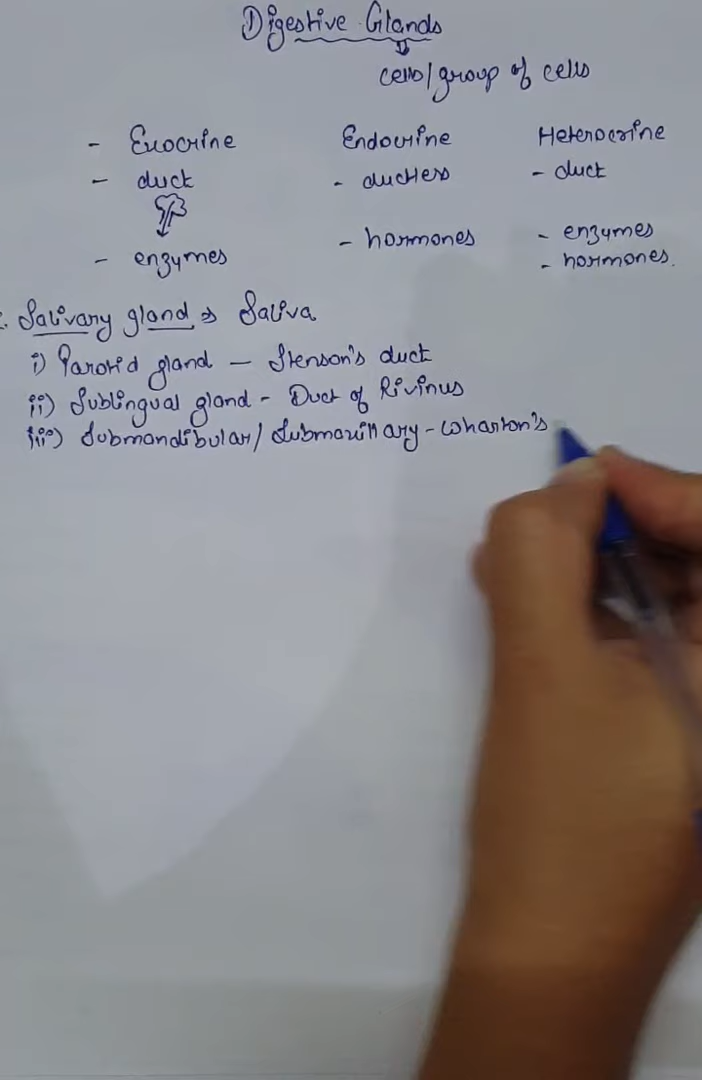 Digestive Glands
cells/group of cells
- Exocrine Endocrine Heterocrine
- duct - ductless - duct
- enzymes - hormones - enzymes
- hormones.
. Salivary gland → Saliva
i) Parotid gland — Stenson's duct
ii) Sublingual gland - Duct of Rivinus
iii) Submandibular/Submaxillary - Wharton's